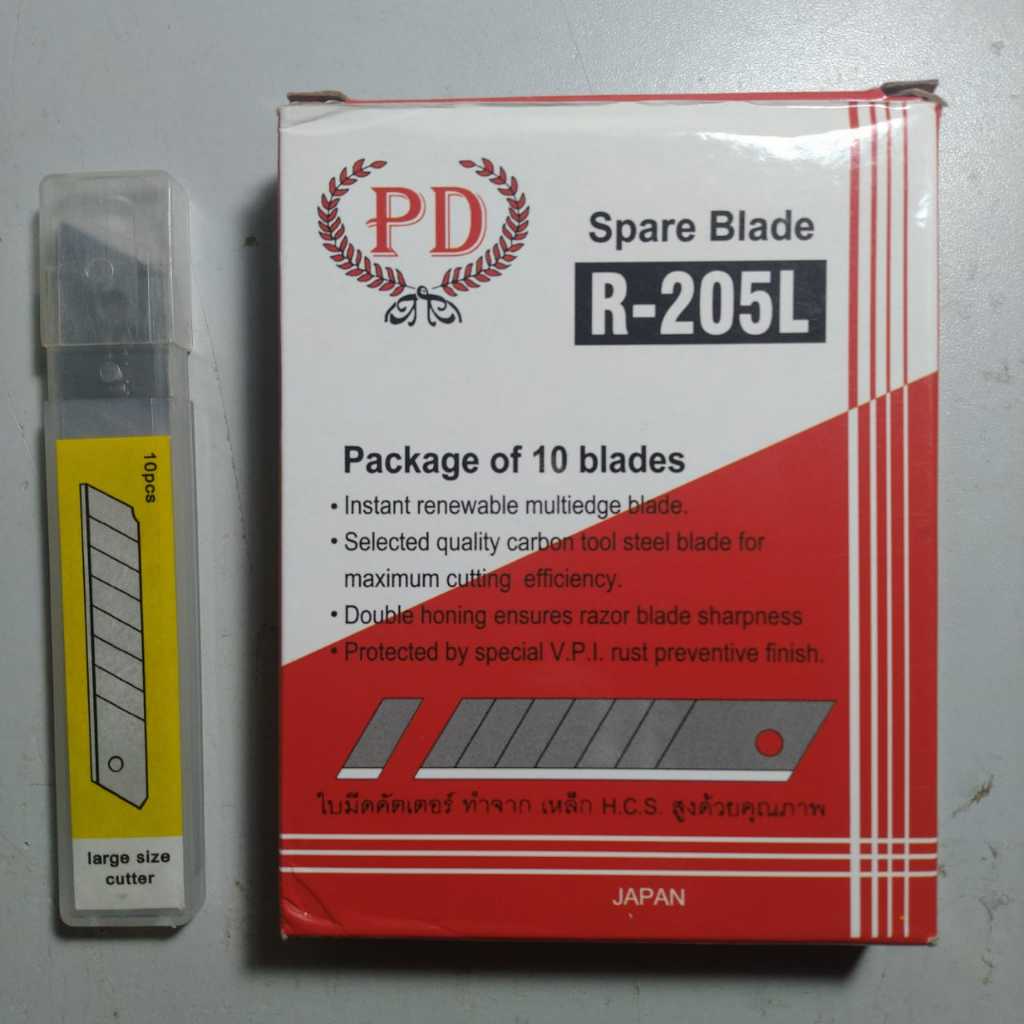 10pcs
large size
cutter
PD
Spare Blade
R-205L
Package of 10 blades
• Instant renewable multiedge blade.
• Selected quality carbon tool steel blade for
maximum cutting efficiency.
• Double honing ensures razor blade sharpness
• Protected by special V.P.I. rust preventive finish.
ใบมีดคัตเตอร์ ทำจาก เหล็ก H.C.S. สูงด้วยคุณภาพ
JAPAN